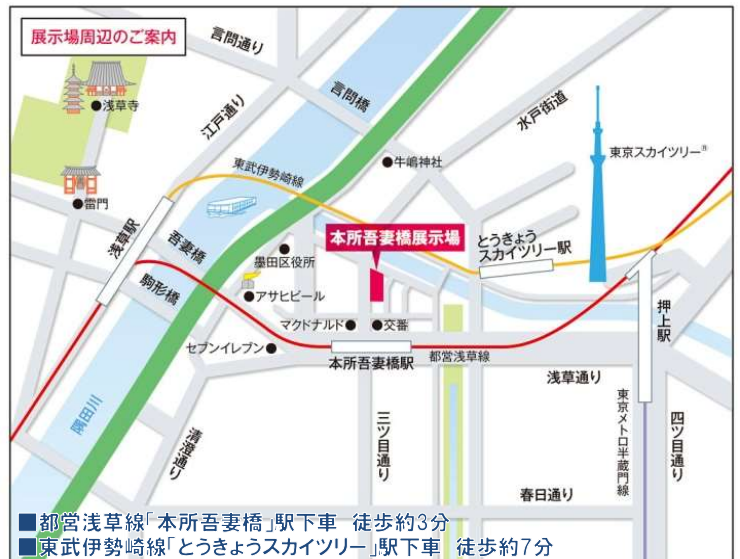 展示場周辺のご案内
言問通り
言問橋
水戸街道
浅草寺
江戸通り
東京スカイツリー®
牛嶋神社
東武伊勢崎線
雷門
浅草駅
吾妻橋
本所吾妻橋展示場
とうきょう
スカイツリー駅
墨田区役所
駒形橋
アサヒビール
押上駅
マクドナルド
交番
セブンイレブン
本所吾妻橋駅
都営浅草線
浅草通り
隅田川
清澄通り
三ツ目通り
東京メトロ半蔵門線
四ツ目通り
春日通り
■都営浅草線「本所吾妻橋」駅下車 徒歩約3分
■東武伊勢崎線「とうきょうスカイツリー」駅下車 徒歩約7分